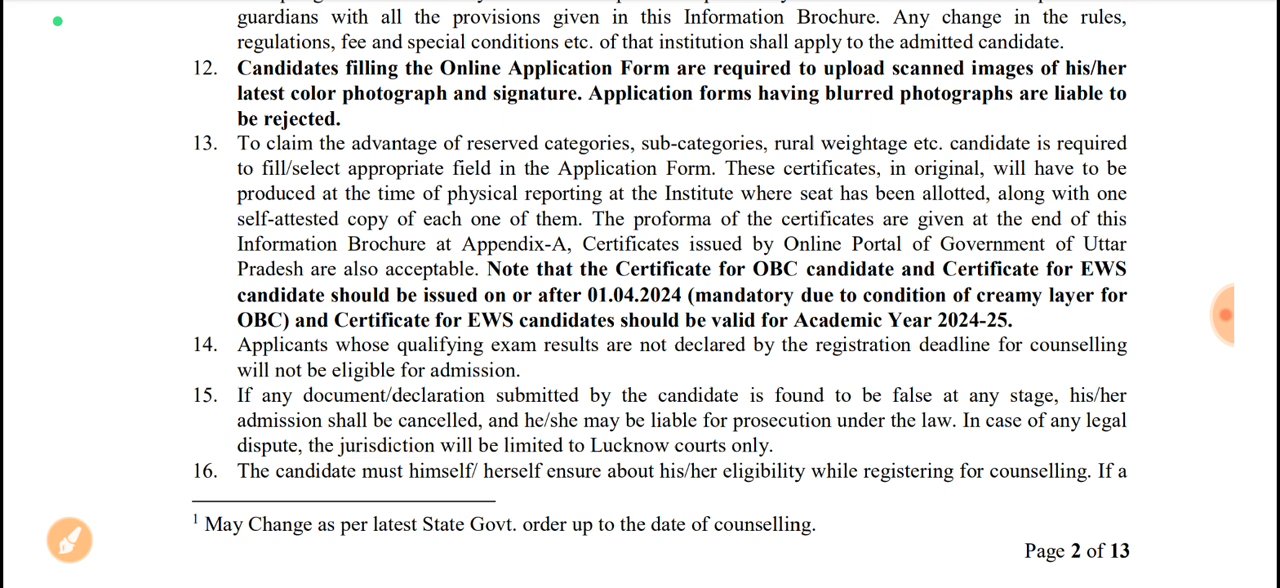 guardians with all the provisions given in this Information Brochure. Any change in the rules,
regulations, fee and special conditions etc. of that institution shall apply to the admitted candidate.
12. Candidates filling the Online Application Form are required to upload scanned images of his/her
latest color photograph and signature. Application forms having blurred photographs are liable to
be rejected.
13. To claim the advantage of reserved categories, sub-categories, rural weightage etc. candidate is required
to fill/select appropriate field in the Application Form. These certificates, in original, will have to be
produced at the time of physical reporting at the Institute where seat has been allotted, along with one
self-attested copy of each one of them. The proforma of the certificates are given at the end of this
Information Brochure at Appendix-A, Certificates issued by Online Portal of Government of Uttar
Pradesh are also acceptable. Note that the Certificate for OBC candidate and Certificate for EWS
candidate should be issued on or after 01.04.2024 (mandatory due to condition of creamy layer for
OBC) and Certificate for EWS candidates should be valid for Academic Year 2024-25.
14. Applicants whose qualifying exam results are not declared by the registration deadline for counselling
will not be eligible for admission.
15. If any document/declaration submitted by the candidate is found to be false at any stage, his/her
admission shall be cancelled, and he/she may be liable for prosecution under the law. In case of any legal
dispute, the jurisdiction will be limited to Lucknow courts only.
16. The candidate must himself/ herself ensure about his/her eligibility while registering for counselling. If a
1 May Change as per latest State Govt. order up to the date of counselling.
Page 2 of 13